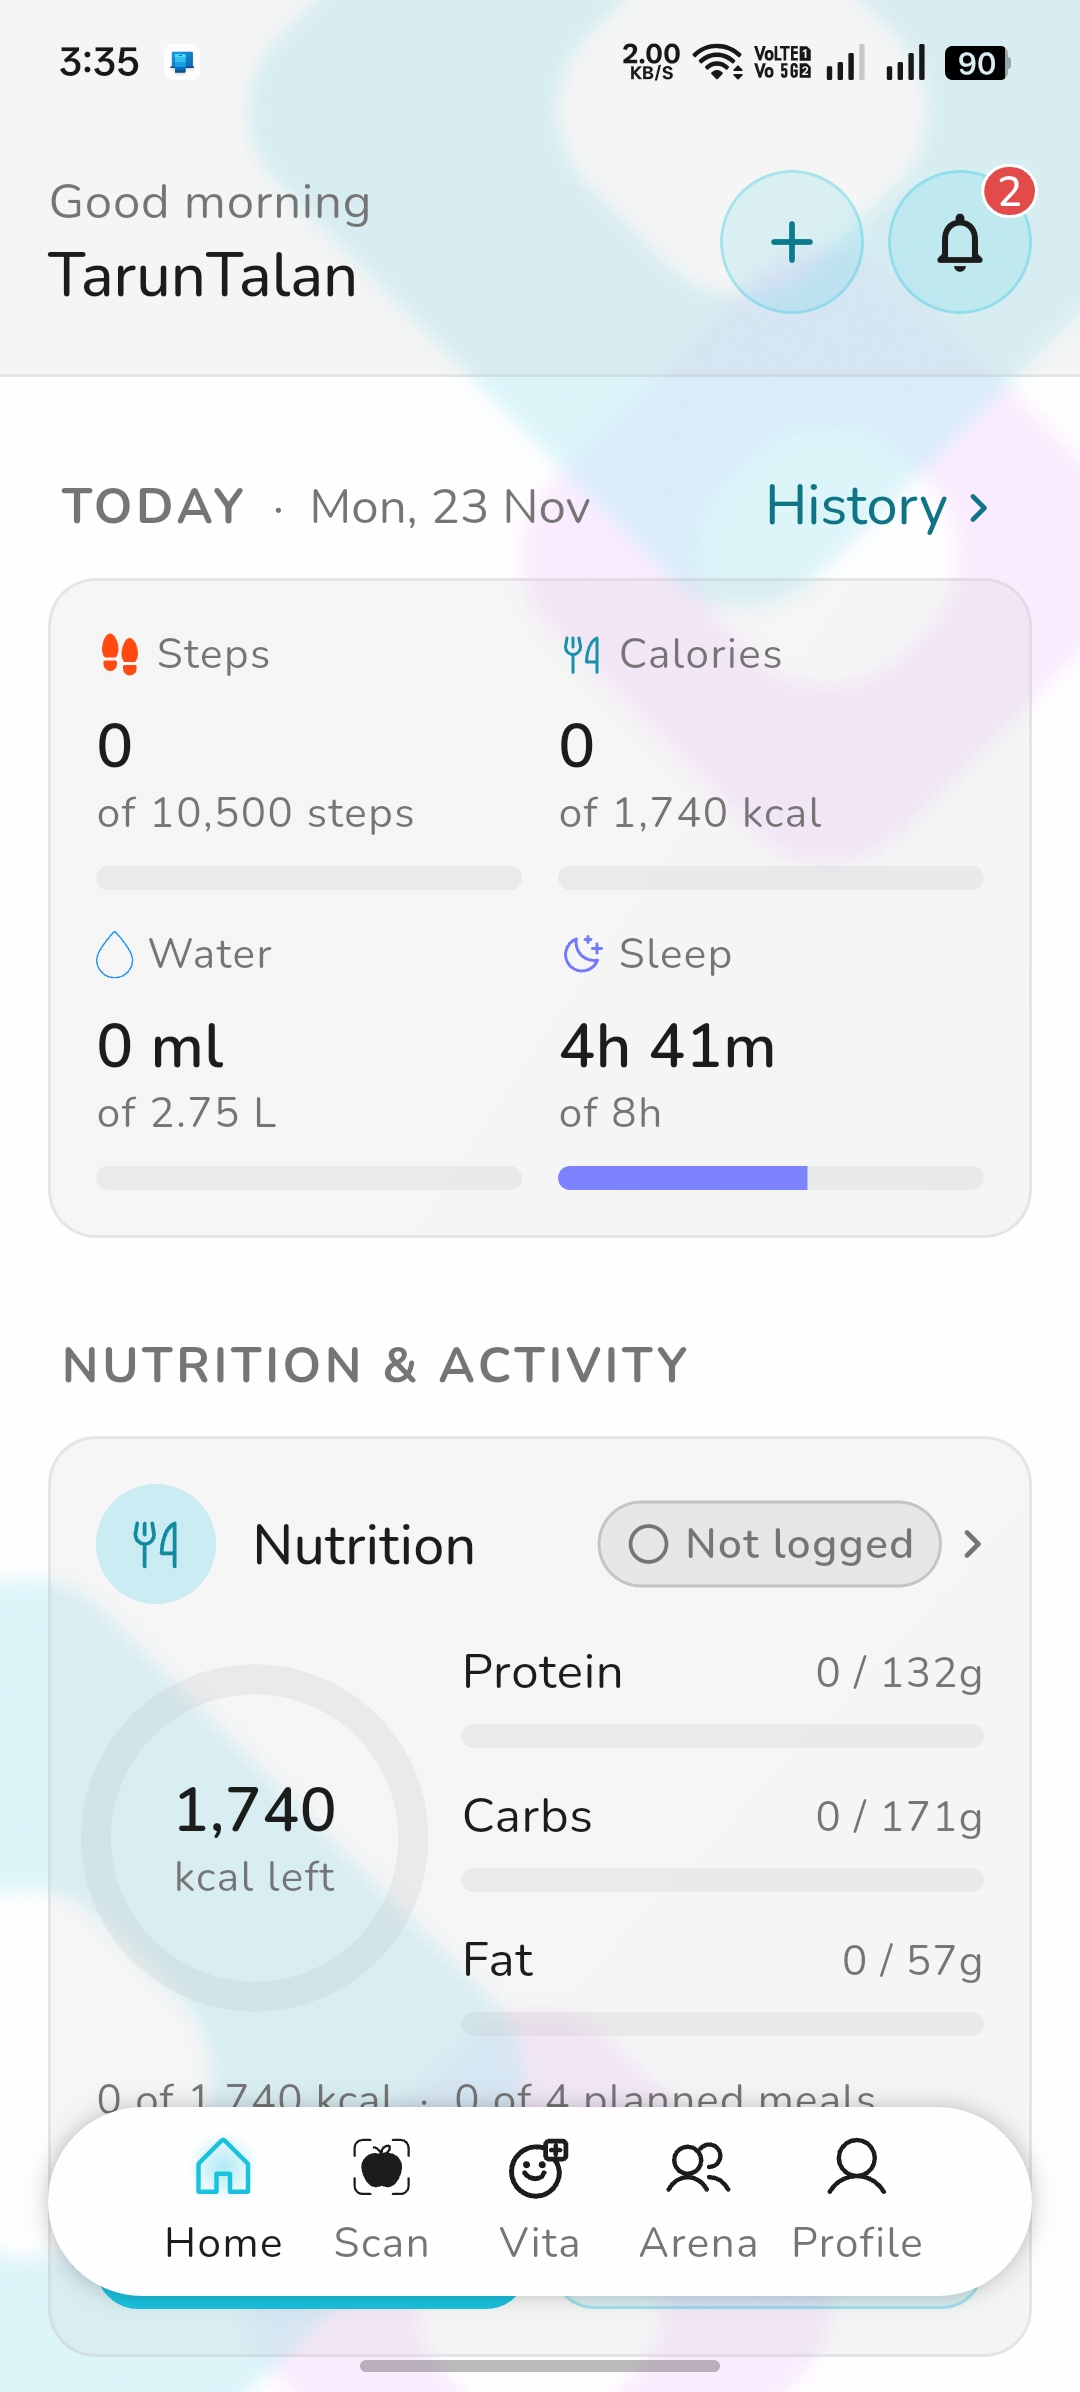 3:35
2.00 KB/S
VoLTE 1
Vo 5G 2
90
Good morning
TarunTalan
2
TODAY · Mon, 23 Nov
History
Steps
Calories
0
0
of 10,500 steps
of 1,740 kcal
Water
Sleep
0 ml
4h 41m
of 2.75 L
of 8h
NUTRITION & ACTIVITY
Nutrition
Not logged
Protein
0 / 132g
1,740
kcal left
Carbs
0 / 171g
Fat
0 / 57g
0 of 1,740 kcal · 0 of 4 planned meals
Home
Scan
Vita
Arena
Profile